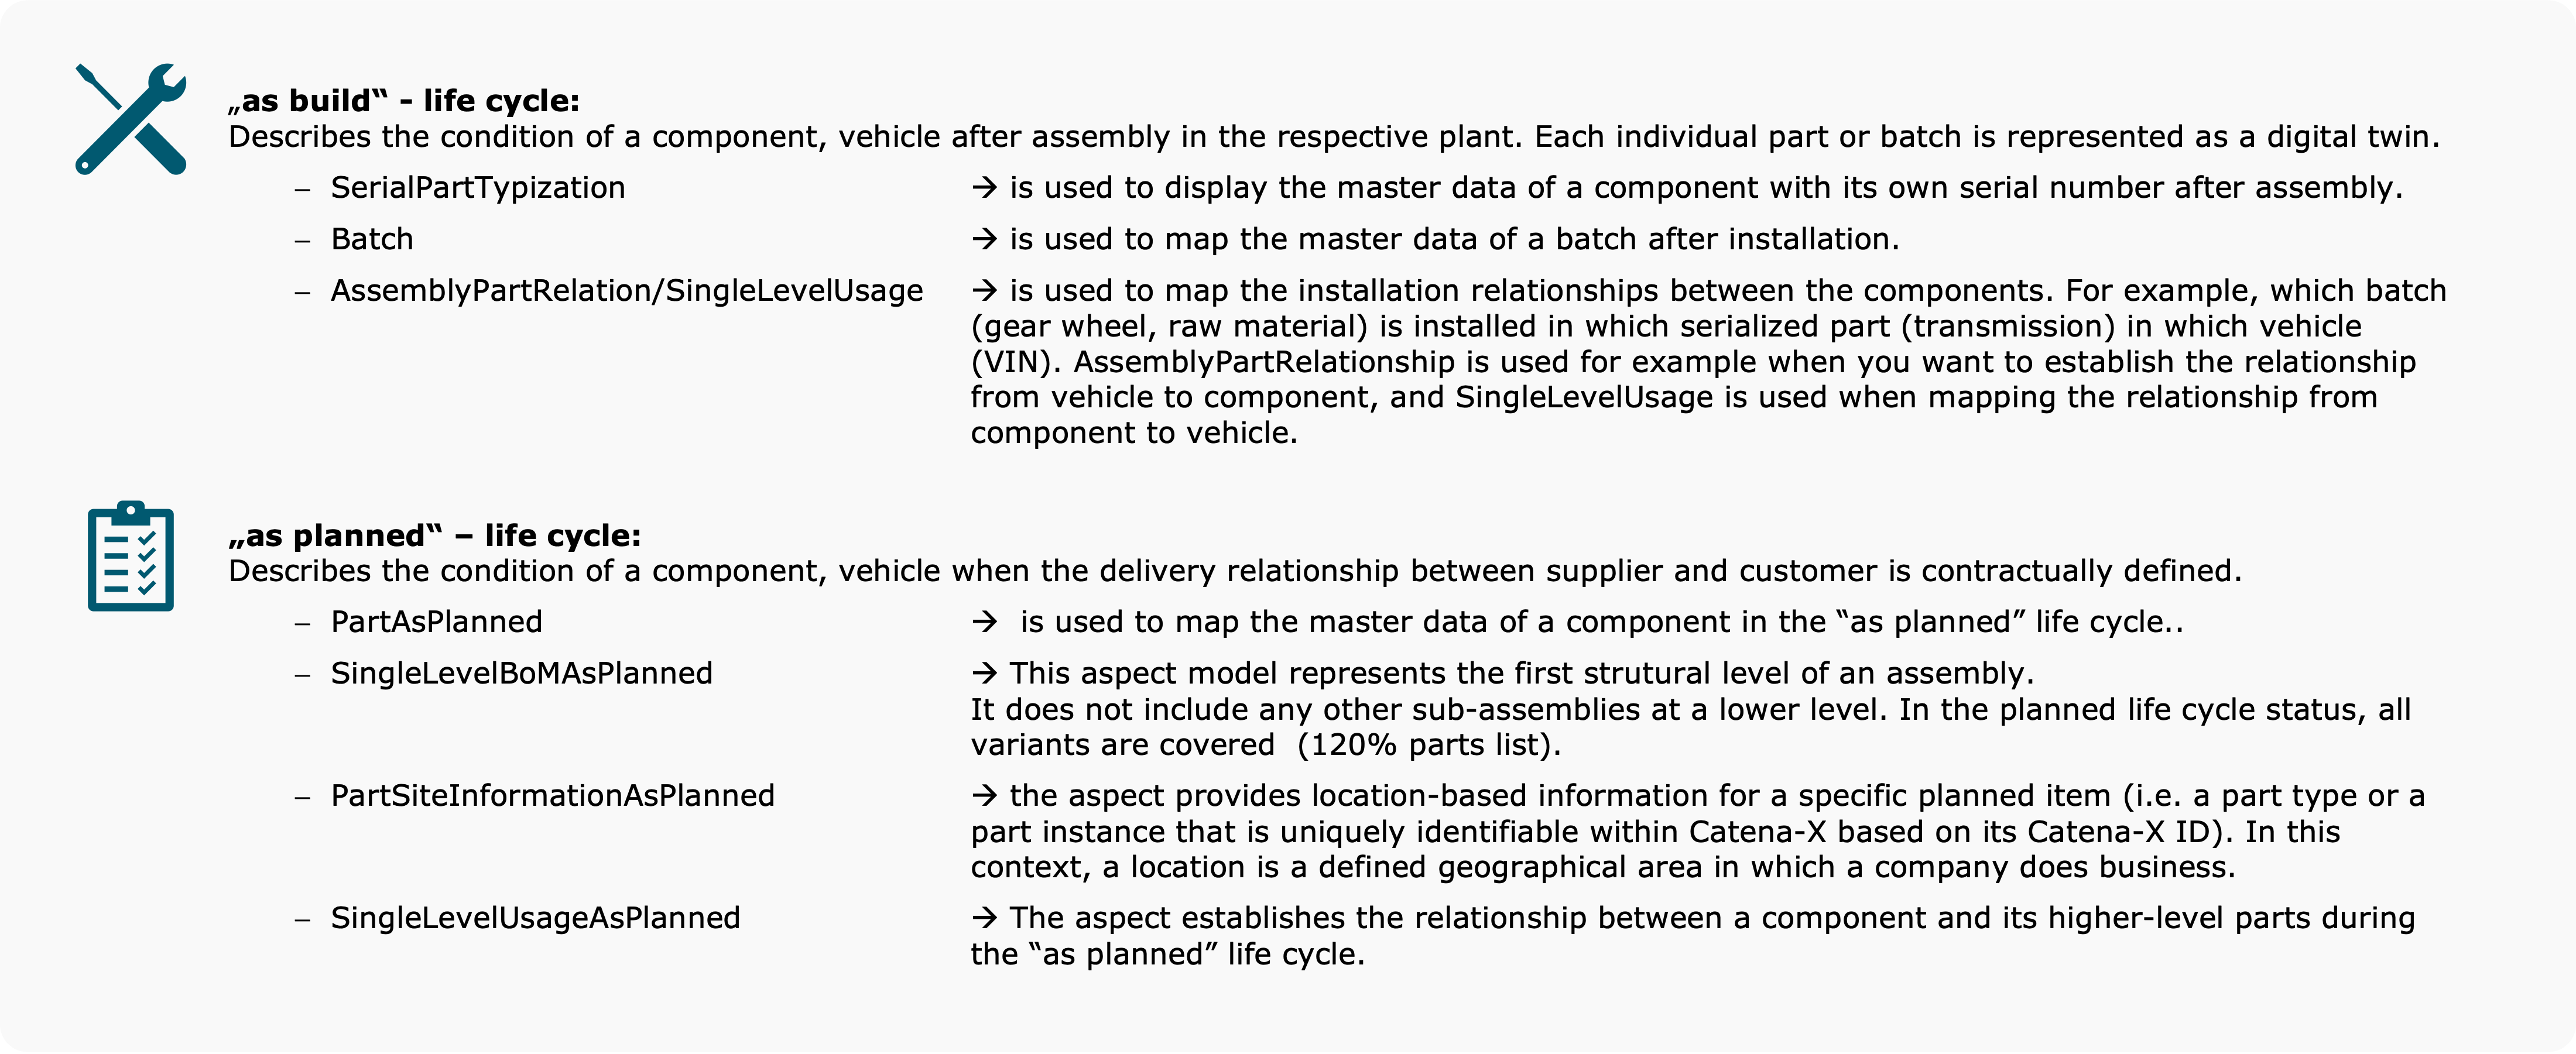 „as build‟ - life cycle:
Describes the condition of a component, vehicle after assembly in the respective plant. Each individual part or batch is represented as a digital twin.
– SerialPartTypization → is used to display the master data of a component with its own serial number after assembly.
– Batch → is used to map the master data of a batch after installation.
– AssemblyPartRelation/SingleLevelUsage → is used to map the installation relationships between the components. For example, which batch
(gear wheel, raw material) is installed in which serialized part (transmission) in which vehicle
(VIN). AssemblyPartRelationship is used for example when you want to establish the relationship
from vehicle to component, and SingleLevelUsage is used when mapping the relationship from
component to vehicle.
„as planned‟ – life cycle:
Describes the condition of a component, vehicle when the delivery relationship between supplier and customer is contractually defined.
– PartAsPlanned → is used to map the master data of a component in the “as planned” life cycle..
– SingleLevelBoMAsPlanned → This aspect model represents the first strutural level of an assembly.
It does not include any other sub-assemblies at a lower level. In the planned life cycle status, all
variants are covered (120% parts list).
– PartSiteInformationAsPlanned → the aspect provides location-based information for a specific planned item (i.e. a part type or a
part instance that is uniquely identifiable within Catena-X based on its Catena-X ID). In this
context, a location is a defined geographical area in which a company does business.
– SingleLevelUsageAsPlanned → The aspect establishes the relationship between a component and its higher-level parts during
the “as planned” life cycle.